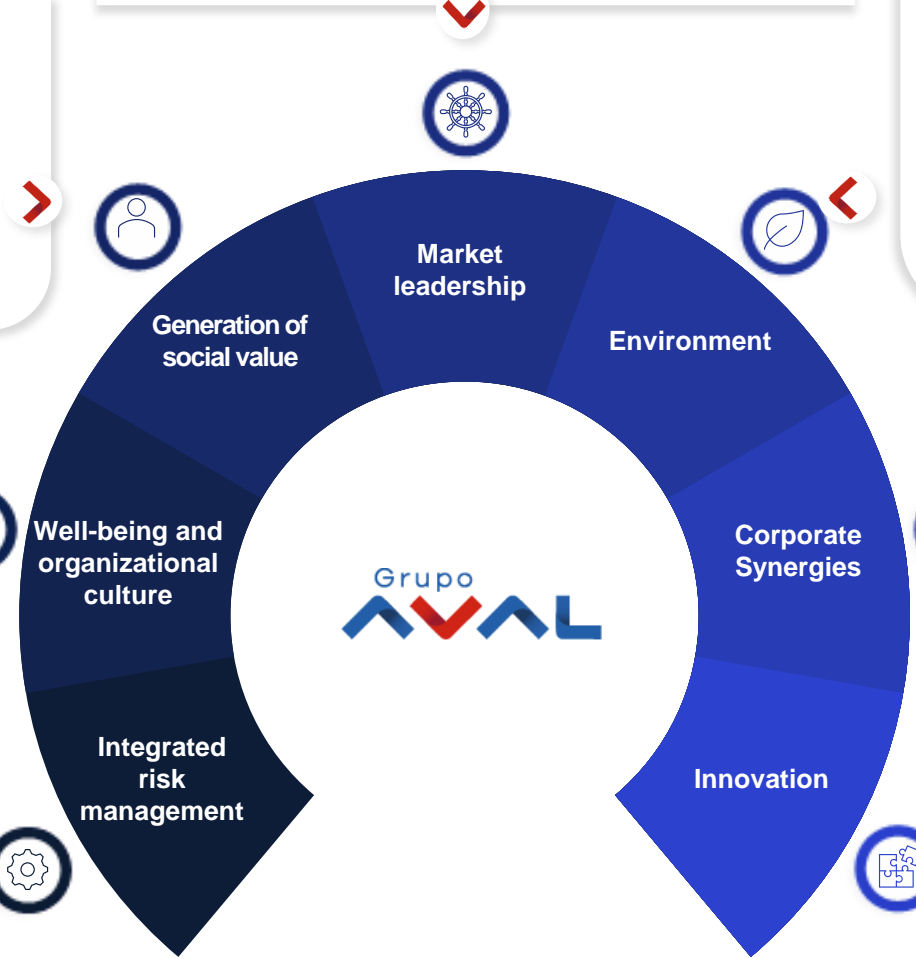 Market
leadership
Generation of
social value
Environment
Well-being and
organizational
culture
Corporate
Synergies
Grupo
AVAL
Integrated
risk
management
Innovation